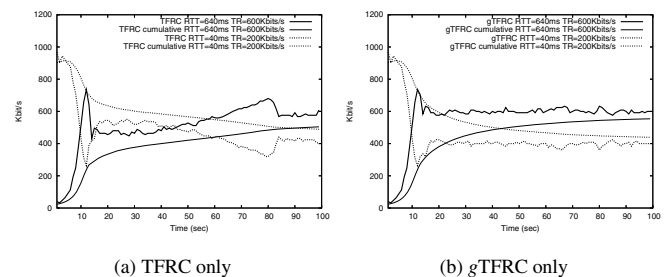 TFRC RTT=640ms TR=600Kbits/s
TFRC cumulative RTT=640ms TR=600Kbits/s
TFRC RTT=40ms TR=200Kbits/s
TFRC cumulative RTT=40ms TR=200Kbits/s
1200
1000
800
600
400
200
0
Kbit/s
10 20 30 40 50 60 70 80 90 100
Time (sec)
(a) TFRC only
gTFRC RTT=640ms TR=600Kbits/s
gTFRC cumulative RTT=640ms TR=600Kbits/s
gTFRC RTT=40ms TR=200Kbits/s
gTFRC cumulative RTT=40ms TR=200Kbits/s
1200
1000
800
600
400
200
0
Kbit/s
10 20 30 40 50 60 70 80 90 100
Time (sec)
(b) gTFRC only